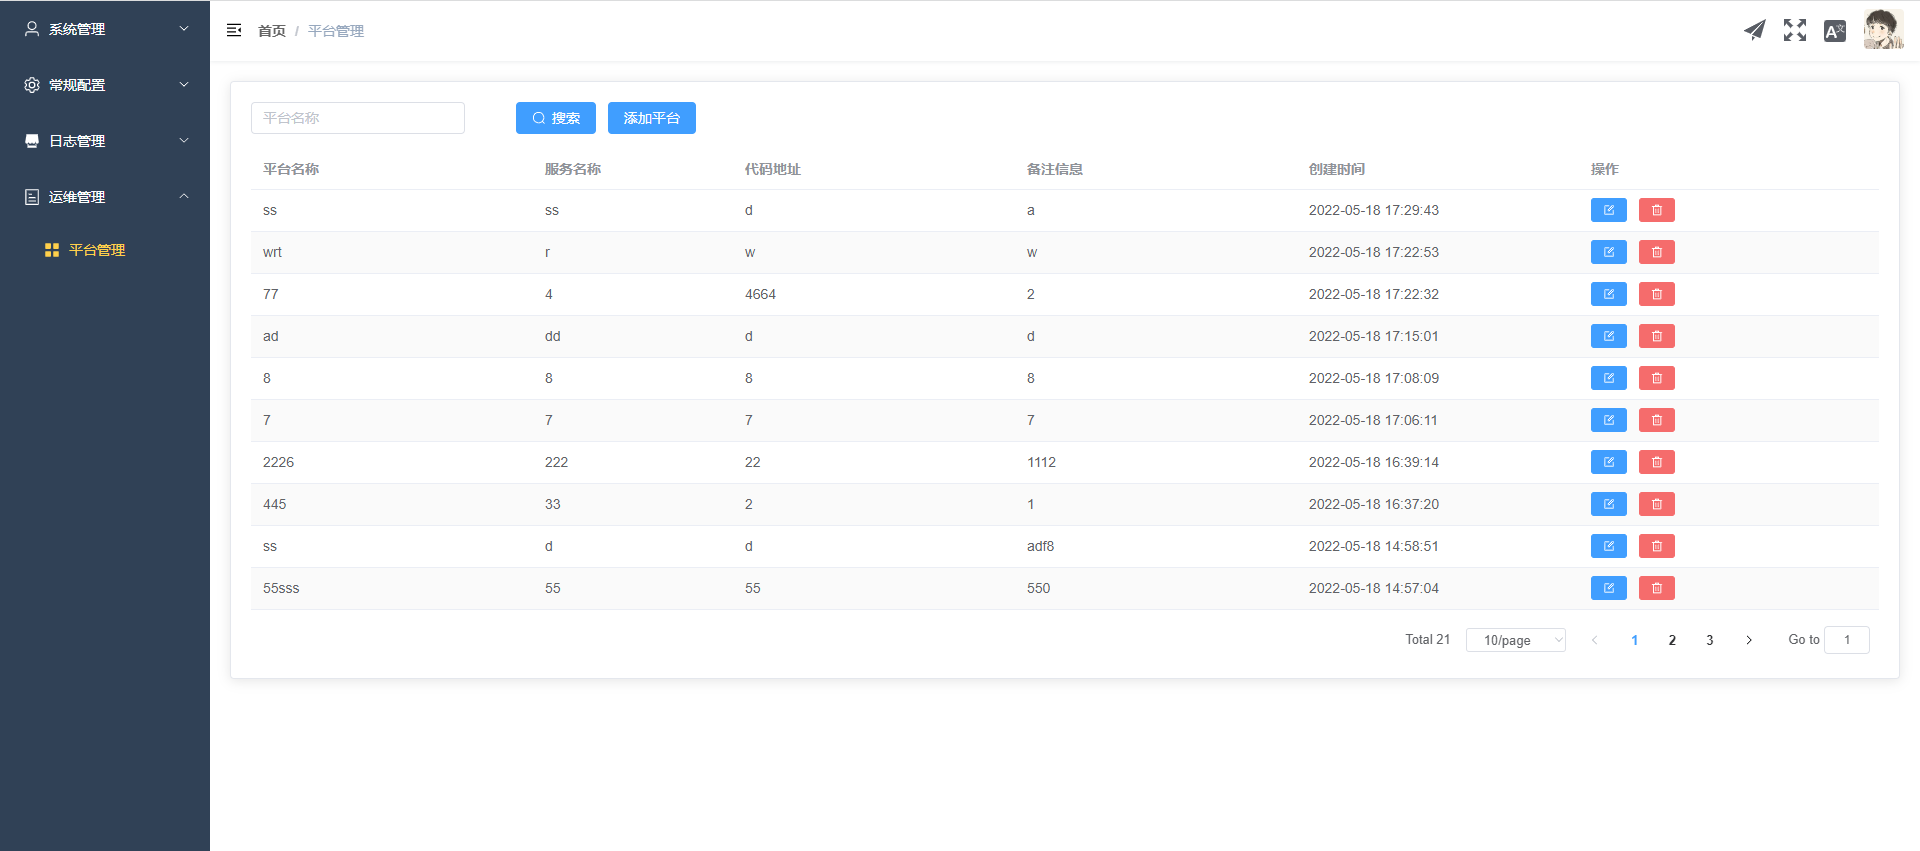 系统管理
常规配置
日志管理
运维管理
平台管理
首页 / 平台管理
A文
平台名称
搜索 添加平台
平台名称 服务名称 代码地址 备注信息 创建时间 操作
ss ss d a 2022-05-18 17:29:43
wrt r w w 2022-05-18 17:22:53
77 4 4664 2 2022-05-18 17:22:32
ad dd d d 2022-05-18 17:15:01
8 8 8 8 2022-05-18 17:08:09
7 7 7 7 2022-05-18 17:06:11
2226 222 22 1112 2022-05-18 16:39:14
445 33 2 1 2022-05-18 16:37:20
ss d d adf8 2022-05-18 14:58:51
55sss 55 55 550 2022-05-18 14:57:04
Total 21 10/page 1 2 3 Go to 1